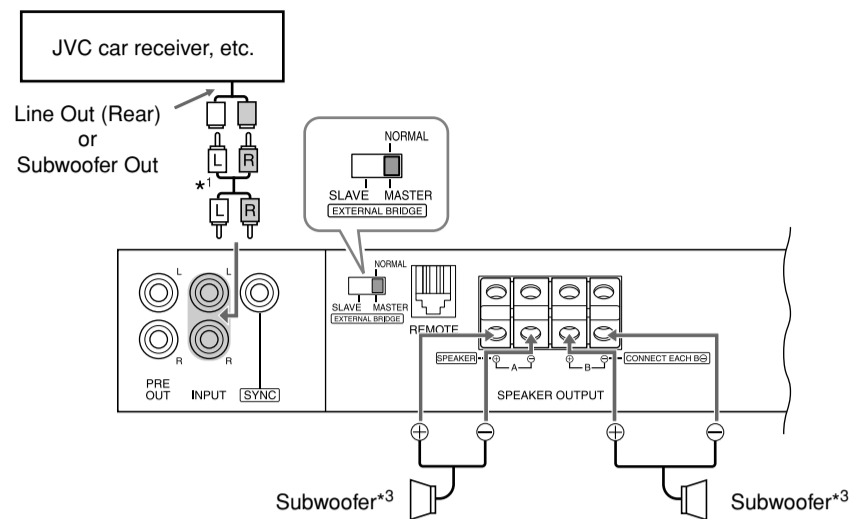 JVC car receiver, etc.
Line Out (Rear)
or
Subwoofer Out
L R
*1
L R
NORMAL
SLAVE MASTER
EXTERNAL BRIDGE
L L
NORMAL
SLAVE MASTER
EXTERNAL BRIDGE
REMOTE
R R
PRE OUT INPUT SYNC
SPEAKER ⊕ A ⊖ ⊕ B ⊖ CONNECT EACH B⊖
SPEAKER OUTPUT
⊕ ⊖ ⊕ ⊖
Subwoofer*3 Subwoofer*3